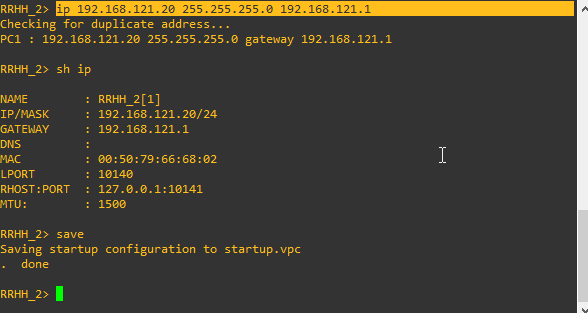 RRHH_2> ip 192.168.121.20 255.255.255.0 192.168.121.1
Checking for duplicate address...
PC1 : 192.168.121.20 255.255.255.0 gateway 192.168.121.1
RRHH_2> sh ip
NAME        : RRHH_2[1]
IP/MASK     : 192.168.121.20/24
GATEWAY     : 192.168.121.1
DNS         :
MAC         : 00:50:79:66:68:02
LPORT       : 10140
RHOST:PORT  : 127.0.0.1:10141
MTU:        : 1500
RRHH_2> save
Saving startup configuration to startup.vpc
.  done
RRHH_2>